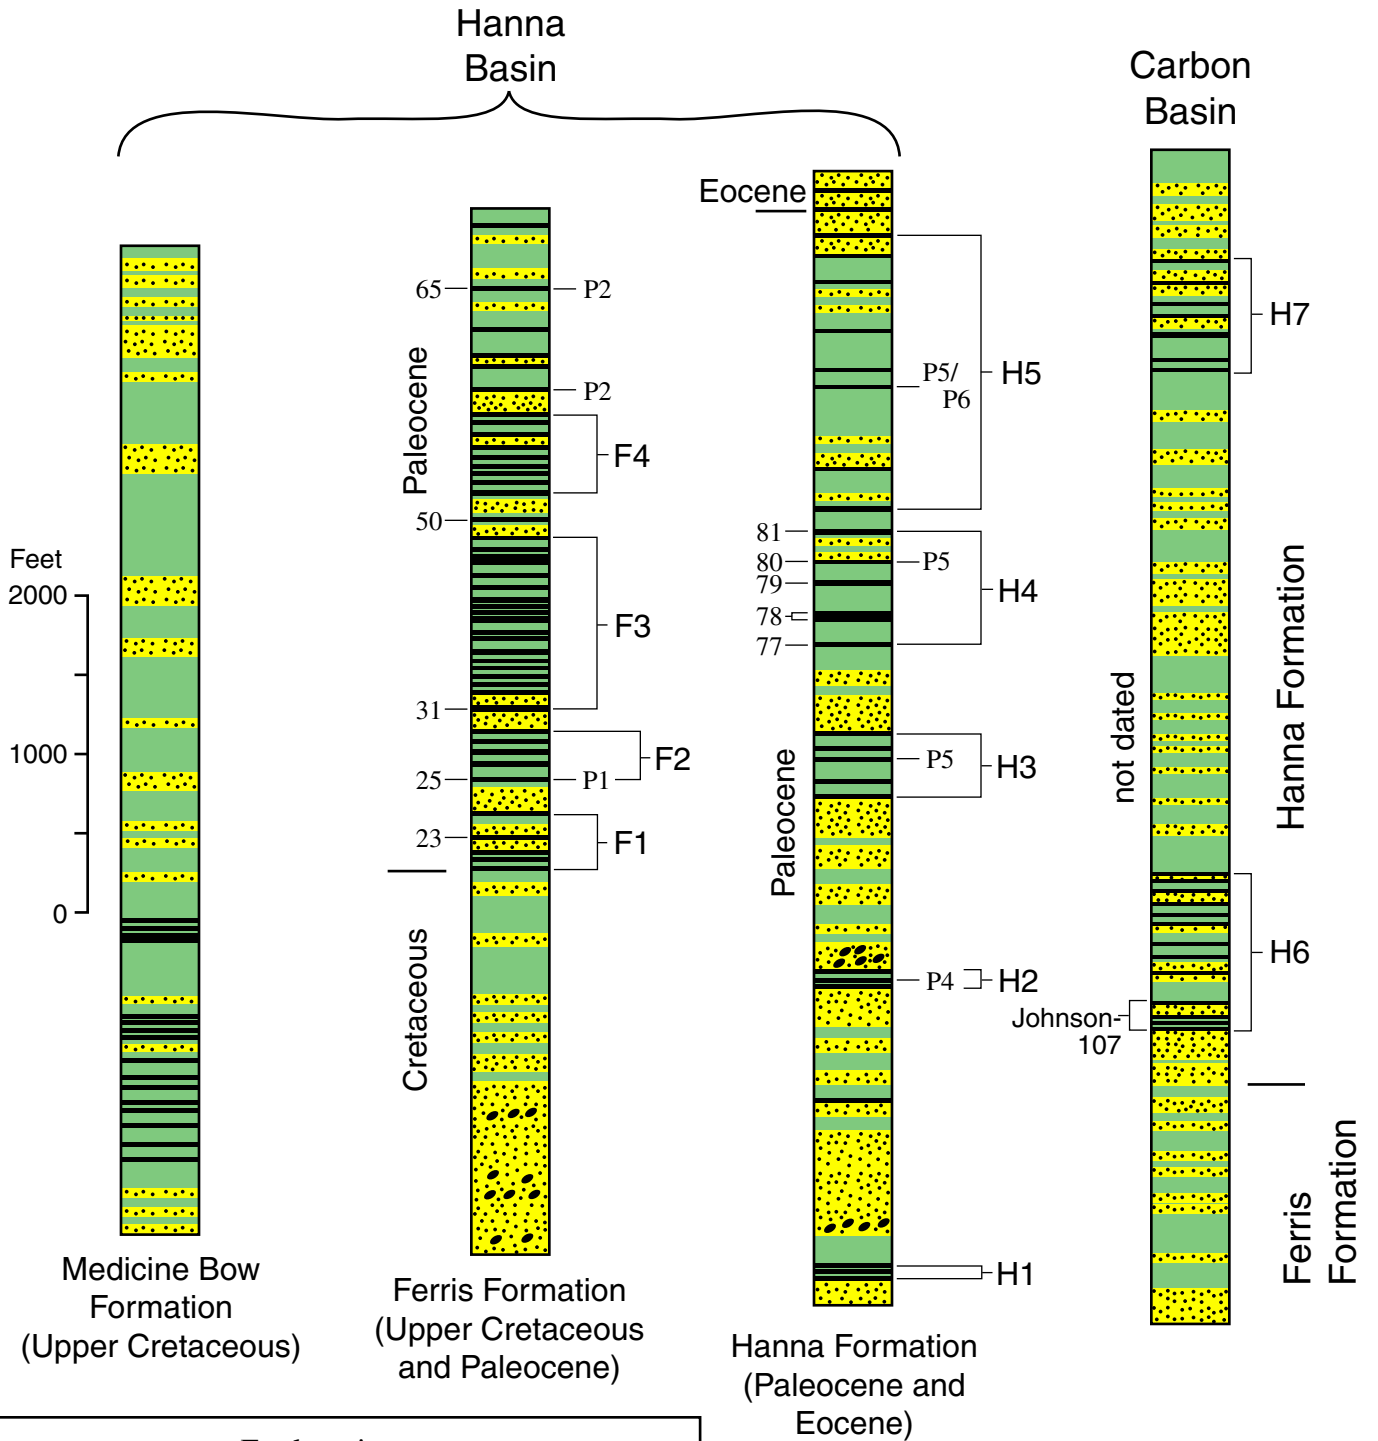 Hanna
Basin
Carbon
Basin
Eocene
65
P2
P2
Paleocene
F4
50
F3
31
F2
25
P1
23
F1
Cretaceous
Feet
2000
1000
0
Medicine Bow
Formation
(Upper Cretaceous)
Ferris Formation
(Upper Cretaceous
and Paleocene)
P5/
P6
H5
81
80
79
78
77
P5
H4
P5
H3
Paleocene
P4
H2
H1
Hanna Formation
(Paleocene and
Eocene)
H7
not dated
Hanna Formation
H6
Johnson-
107
Ferris
Formation